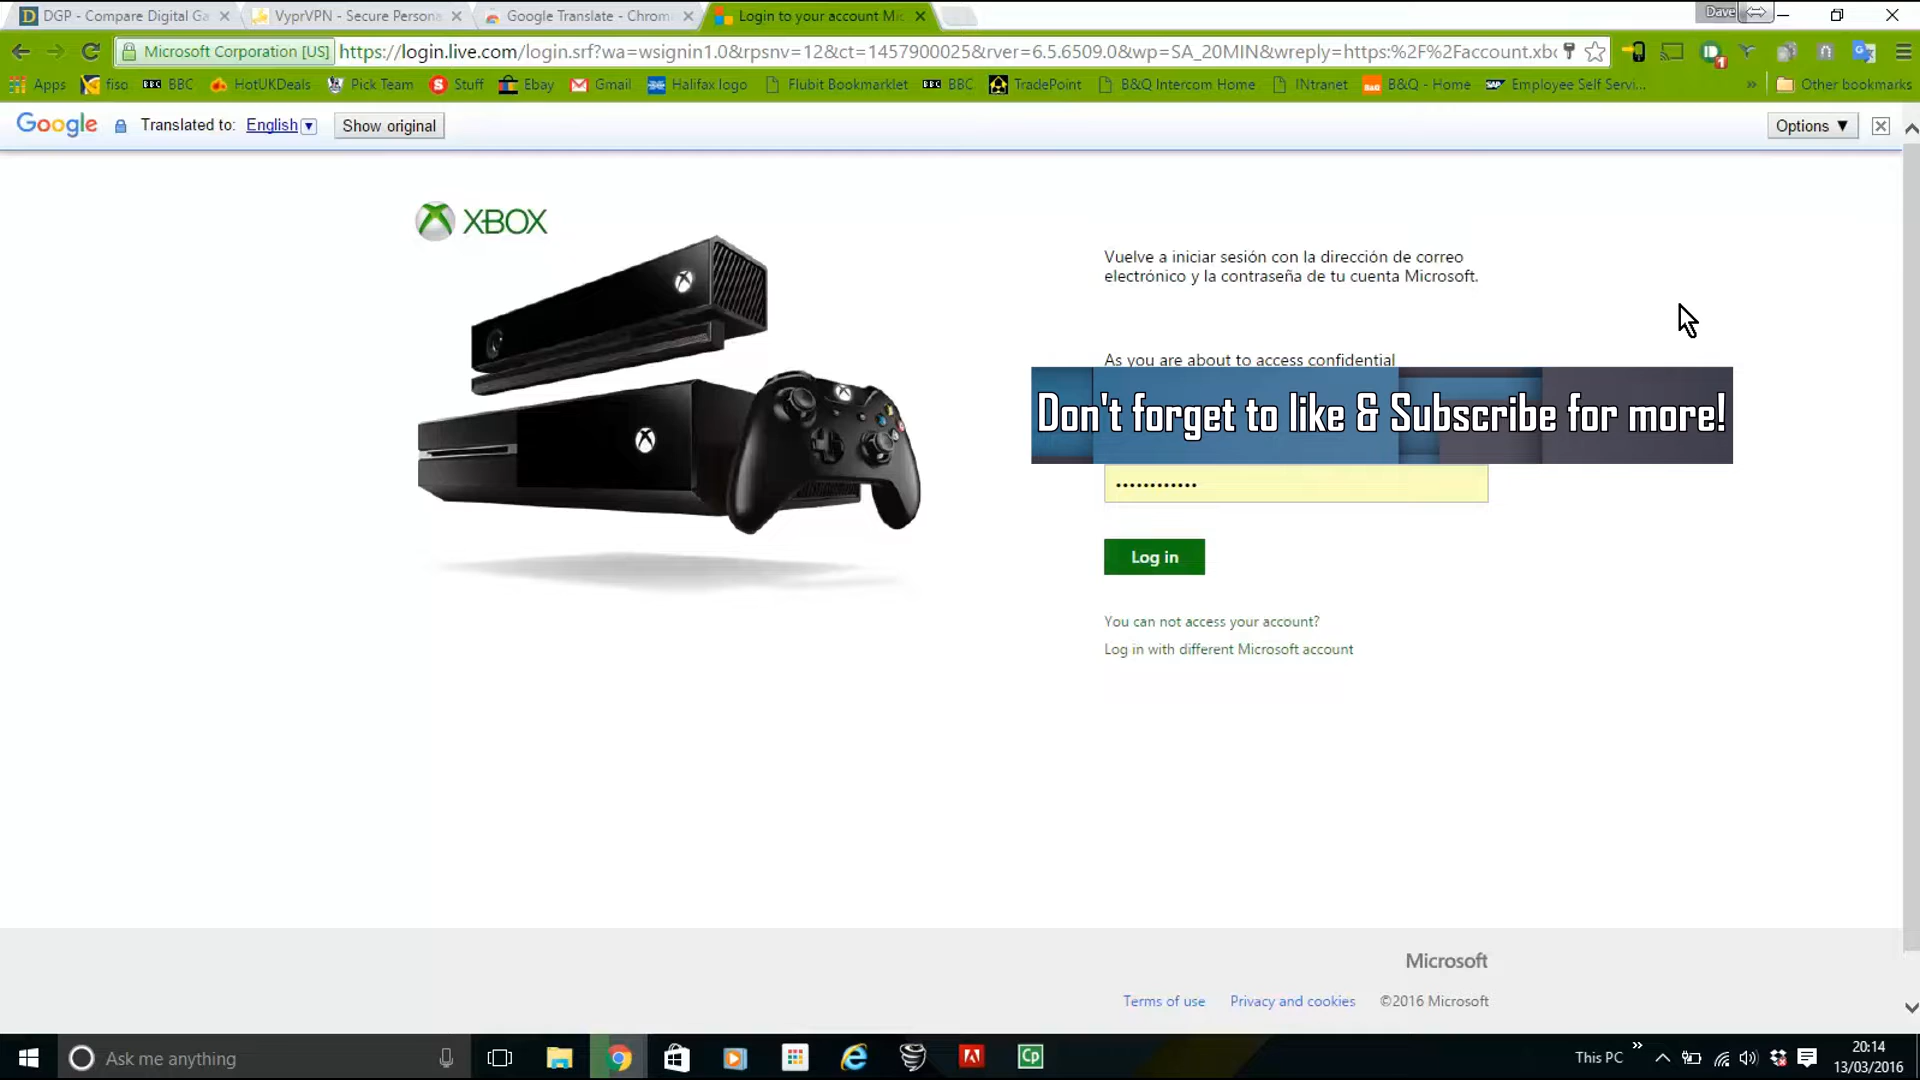 DGP - Compare Digital Ga
VyprVPN - Secure Persona
Google Translate - Chrom
Login to your account Mi
Dave
Microsoft Corporation [US]
https://login.live.com/login.srf?wa=wsignin1.0&rpsnv=12&ct=1457900025&rver=6.5.6509.0&wp=SA_20MIN&wreply=https:%2F%2Faccount.xbo
1
Apps
fiso
BBC BBC
HotUKDeals
Pick Team
Stuff
Ebay
Gmail
Halifax logo
Flubit Bookmarklet
BBC BBC
TradePoint
B&Q Intercom Home
INtranet
B&Q - Home
Employee Self Servi...
»
Other bookmarks
Google
Translated to: English
Show original
Options ▼
XBOX
Vuelve a iniciar sesión con la dirección de correo
electrónico y la contraseña de tu cuenta Microsoft.
As you are about to access confidential
Don't forget to like & Subscribe for more!
••••••••••••
Log in
You can not access your account?
Log in with different Microsoft account
Microsoft
Terms of use
Privacy and cookies
©2016 Microsoft
Ask me anything
Cp
This PC
»
20:14
13/03/2016